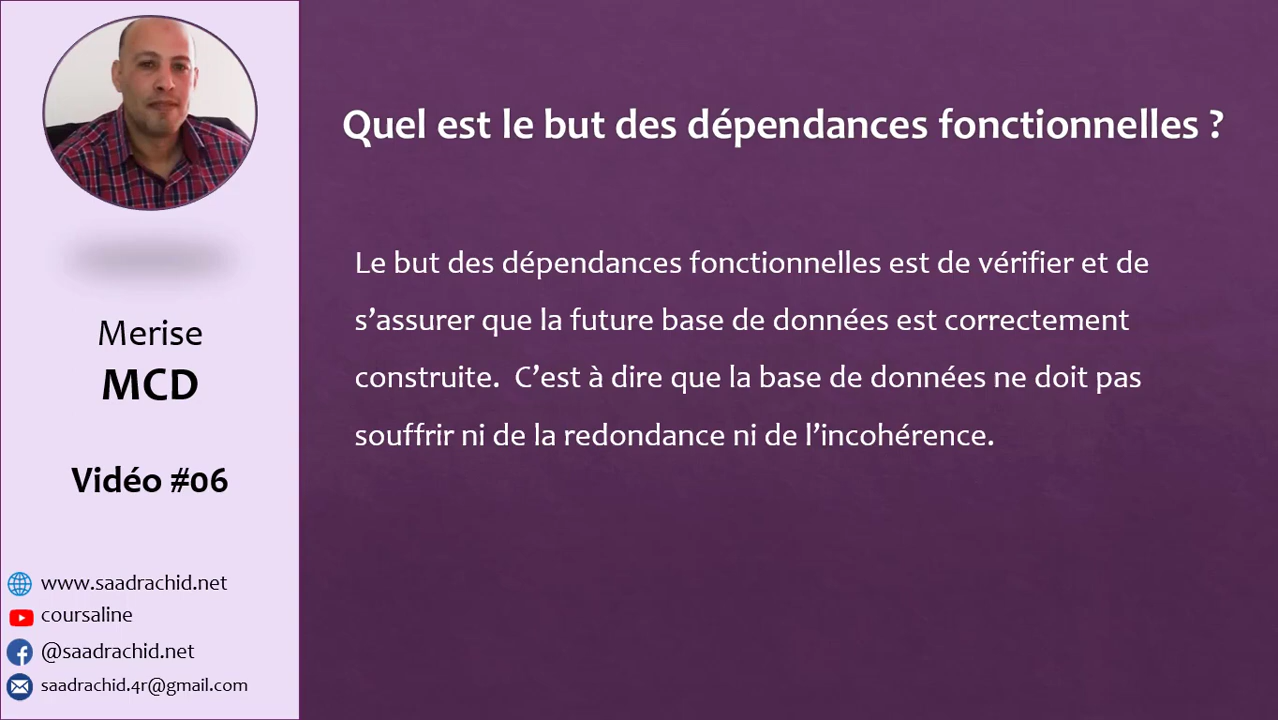 Merise
MCD
Vidéo #06
www.saadrachid.net
coursaline
@saadrachid.net
saadrachid.4r@gmail.com
Quel est le but des dépendances fonctionnelles ?
Le but des dépendances fonctionnelles est de vérifier et de
s’assurer que la future base de données est correctement
construite.  C’est à dire que la base de données ne doit pas
souffrir ni de la redondance ni de l’incohérence.